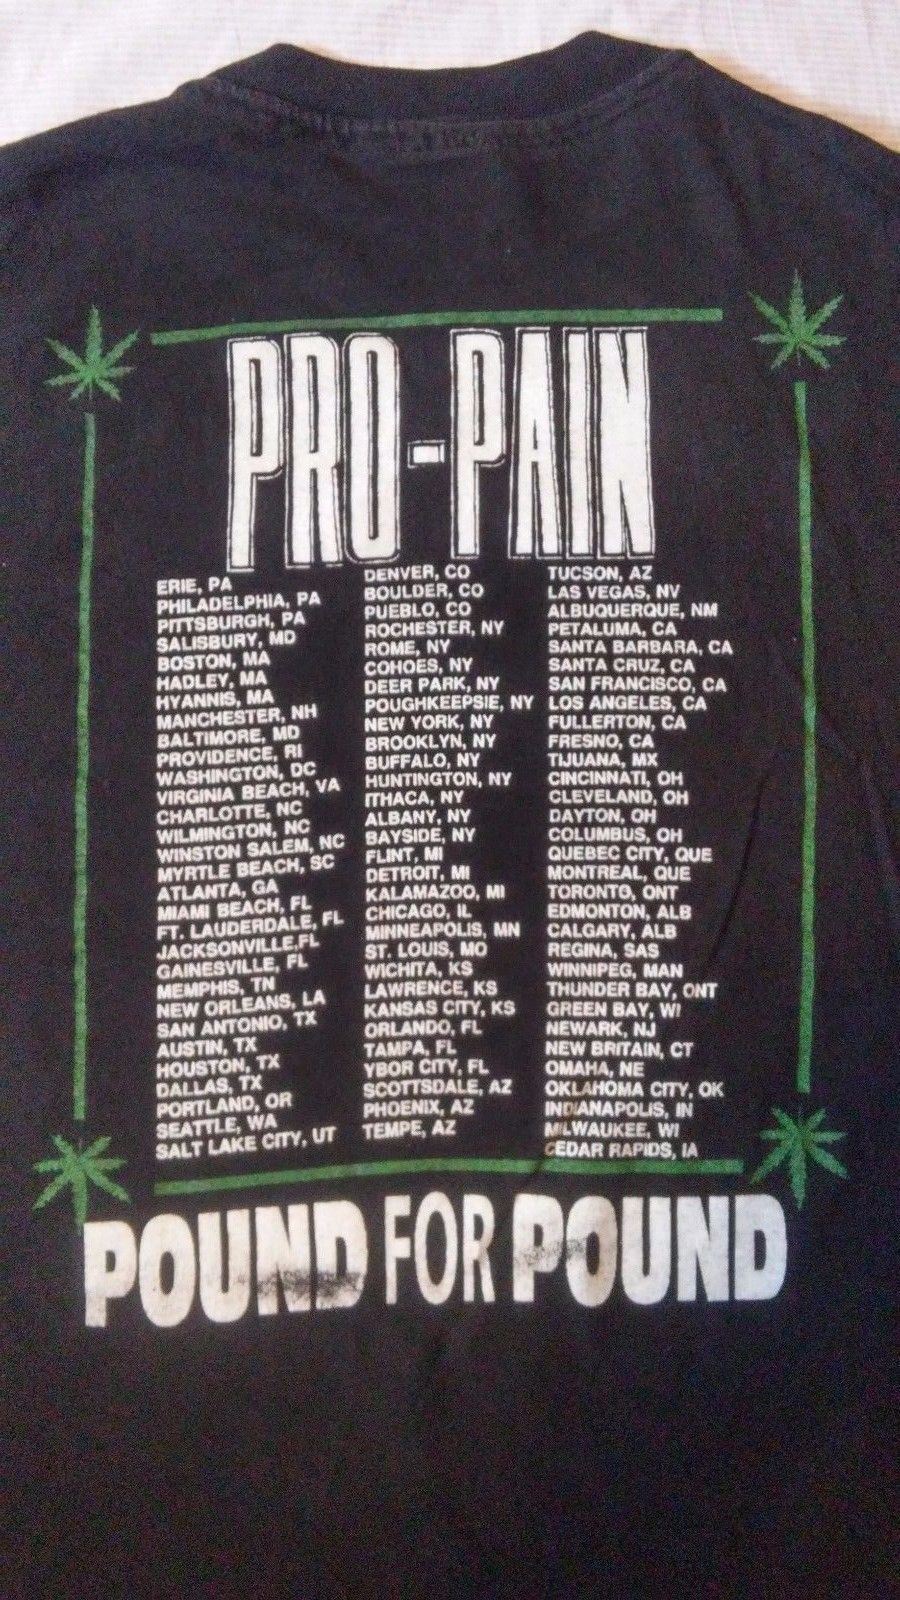 PRO-PAIN
ERIE, PA
PHILADELPHIA, PA
PITTSBURGH, PA
SALISBURY, MD
BOSTON, MA
HADLEY, MA
HYANNIS, MA
MANCHESTER, NH
BALTIMORE, MD
PROVIDENCE, RI
WASHINGTON, DC
VIRGINIA BEACH, VA
CHARLOTTE, NC
WILMINGTON, NC
WINSTON SALEM, NC
MYRTLE BEACH, SC
ATLANTA, GA
MIAMI BEACH, FL
FT. LAUDERDALE, FL
JACKSONVILLE,FL
GAINESVILLE, FL
MEMPHIS, TN
NEW ORLEANS, LA
SAN ANTONIO, TX
AUSTIN, TX
HOUSTON, TX
DALLAS, TX
PORTLAND, OR
SEATTLE, WA
SALT LAKE CITY, UT
DENVER, CO
BOULDER, CO
PUEBLO, CO
ROCHESTER, NY
ROME, NY
COHOES, NY
DEER PARK, NY
POUGHKEEPSIE, NY
NEW YORK, NY
BROOKLYN, NY
BUFFALO, NY
HUNTINGTON, NY
ITHACA, NY
ALBANY, NY
BAYSIDE, NY
FLINT, MI
DETROIT, MI
KALAMAZOO, MI
CHICAGO, IL
MINNEAPOLIS, MN
ST. LOUIS, MO
WICHITA, KS
LAWRENCE, KS
KANSAS CITY, KS
ORLANDO, FL
TAMPA, FL
YBOR CITY, FL
SCOTTSDALE, AZ
PHOENIX, AZ
TEMPE, AZ
TUCSON, AZ
LAS VEGAS, NV
ALBUQUERQUE, NM
PETALUMA, CA
SANTA BARBARA, CA
SANTA CRUZ, CA
SAN FRANCISCO, CA
LOS ANGELES, CA
FULLERTON, CA
FRESNO, CA
TIJUANA, MX
CINCINNATI, OH
CLEVELAND, OH
DAYTON, OH
COLUMBUS, OH
QUEBEC CITY, QUE
MONTREAL, QUE
TORONTO, ONT
EDMONTON, ALB
CALGARY, ALB
REGINA, SAS
WINNIPEG, MAN
THUNDER BAY, ONT
GREEN BAY, WI
NEWARK, NJ
NEW BRITAIN, CT
OMAHA, NE
OKLAHOMA CITY, OK
INDIANAPOLIS, IN
MILWAUKEE, WI
CEDAR RAPIDS, IA
POUND FOR POUND